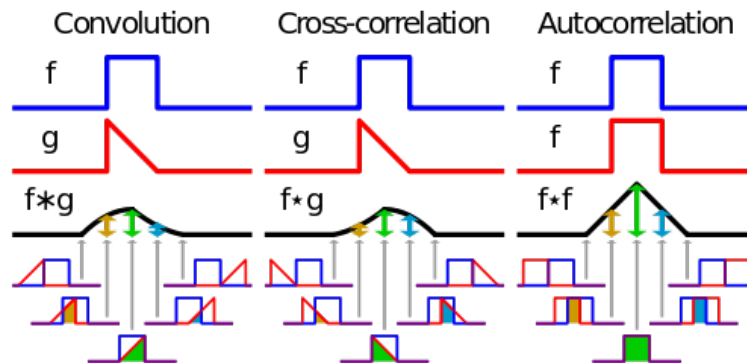 Convolution Cross-correlation Autocorrelation
f f f
g g f
f∗g f⋆g f⋆f